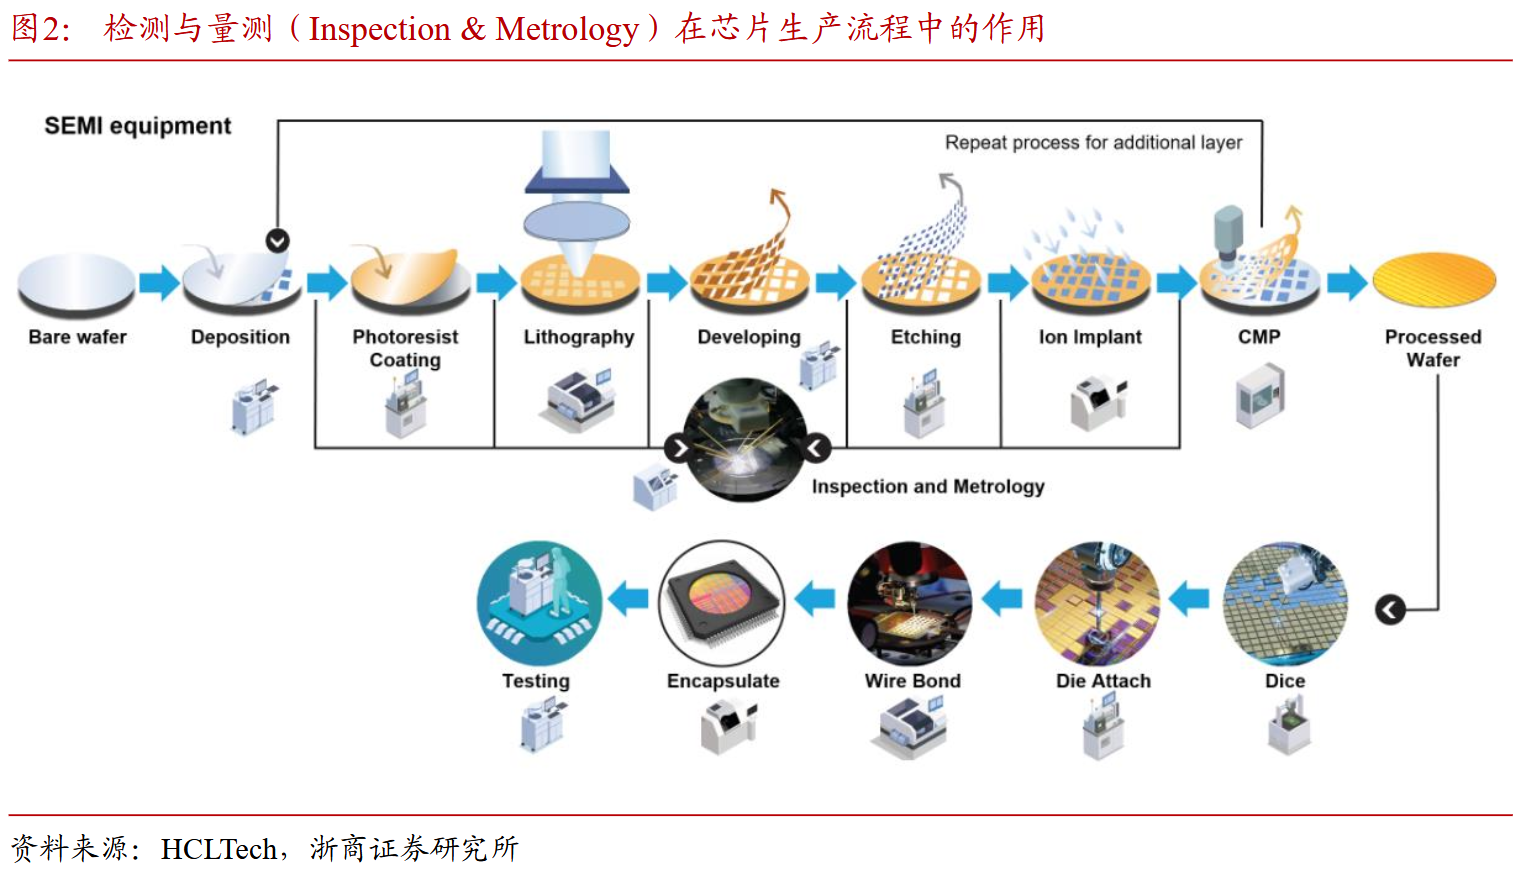 图2： 检测与量测（Inspection & Metrology）在芯片生产流程中的作用
SEMI equipment
Repeat process for additional layer
Bare wafer
Deposition
Photoresist
Coating
Lithography
Developing
Etching
Ion Implant
CMP
Processed
Wafer
Inspection and Metrology
Testing
Encapsulate
Wire Bond
Die Attach
Dice
资料来源：HCLTech，浙商证券研究所